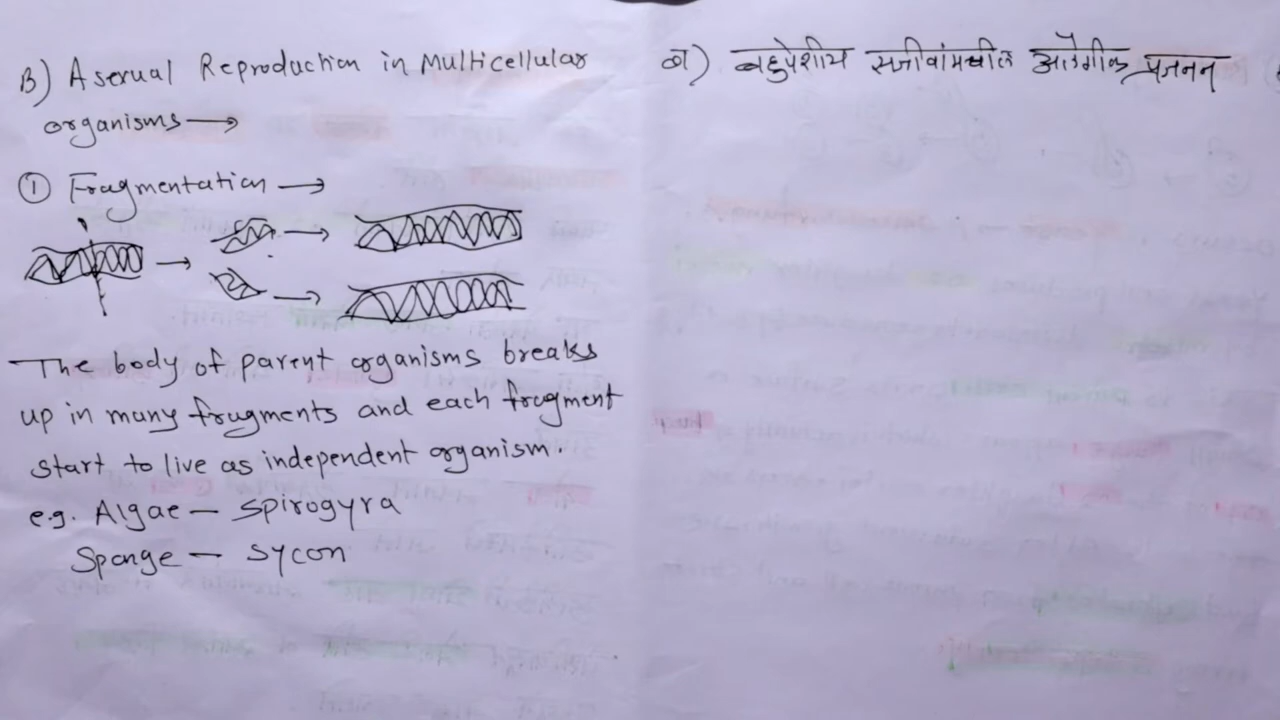 B) Asexual Reproduction in Multicellular
organisms →
① Fragmentation →
The body of parent organisms breaks
up in many fragments and each fragment
start to live as independent organism.
e.g. Algae — Spirogyra
Sponge — Sycon
ब) बहुपेशीय सजीवांमधील अलैंगीक प्रजनन